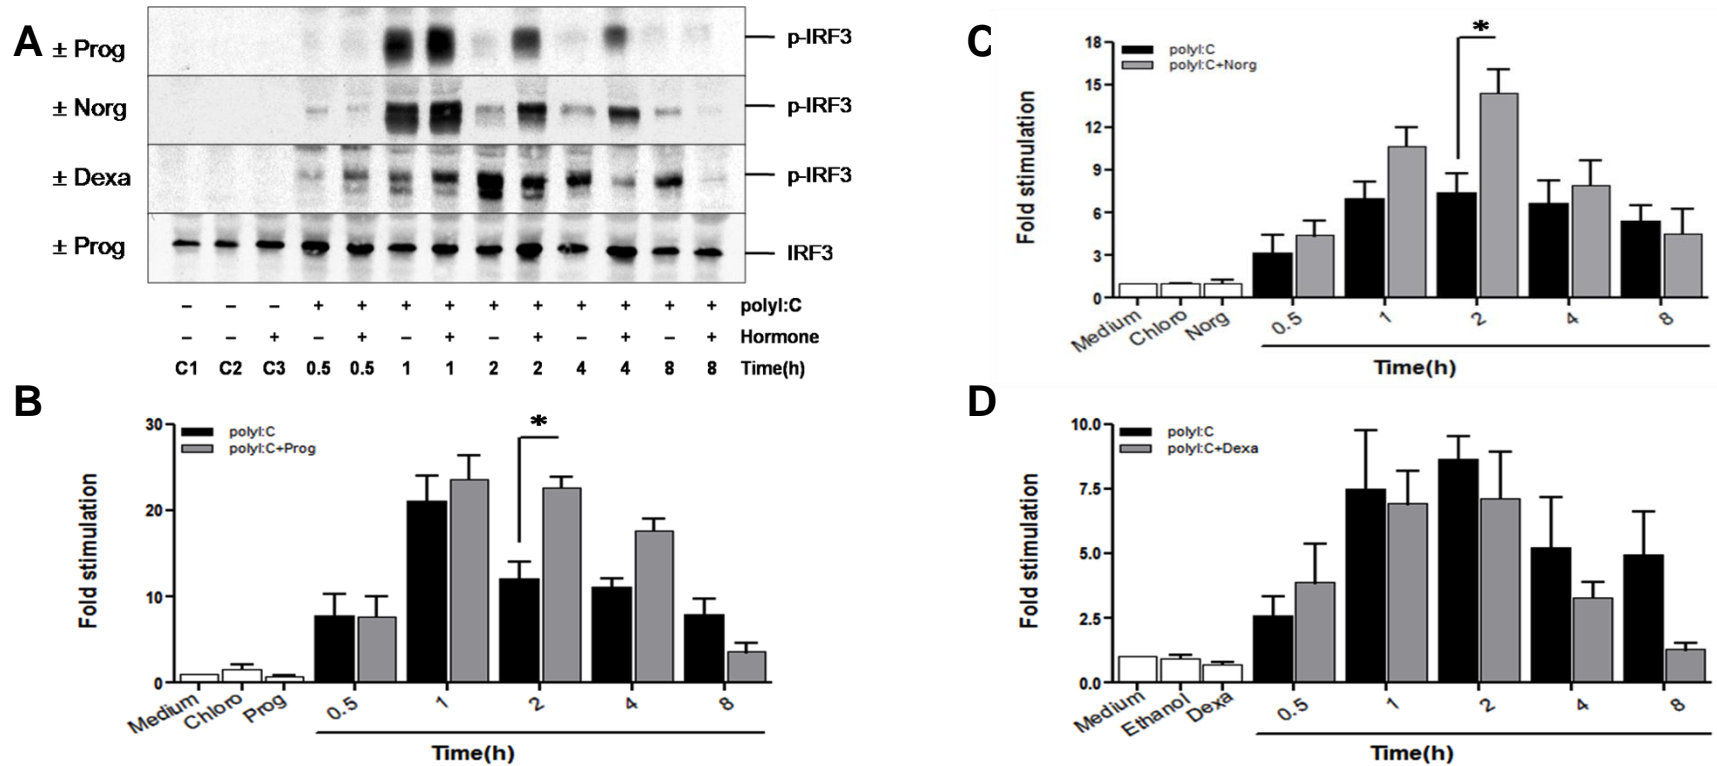 A
± Prog
p-IRF3
± Norg
p-IRF3
± Dexa
p-IRF3
± Prog
IRF3
– – – + + + + + + + + + + polyI:C
– – + – + – + – + – + – + Hormone
C1 C2 C3 0.5 0.5 1 1 2 2 4 4 8 8 Time(h)
B
30
20
10
0
Fold stimulation
polyI:C
polyI:C+Prog
*
Medium Chloro Prog 0.5 1 2 4 8
Time(h)
C
18
15
12
9
6
3
0
Fold stimulation
polyI:C
polyI:C+Norg
*
Medium Chloro Norg 0.5 1 2 4 8
Time(h)
D
10.0
7.5
5.0
2.5
0.0
Fold stimulation
polyI:C
polyI:C+Dexa
Medium Ethanol Dexa 0.5 1 2 4 8
Time(h)